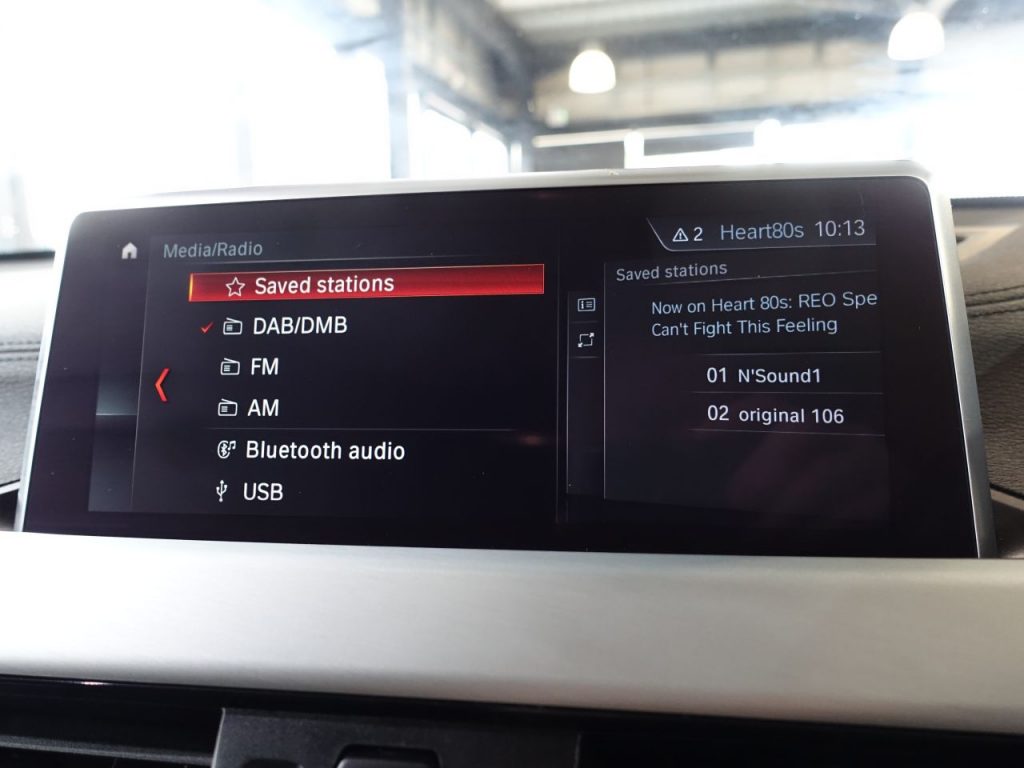 Media/Radio
Saved stations
DAB/DMB
FM
AM
Bluetooth audio
USB
2 Heart80s 10:13
Saved stations
Now on Heart 80s: REO Spe
Can't Fight This Feeling
01 N'Sound1
02 original 106